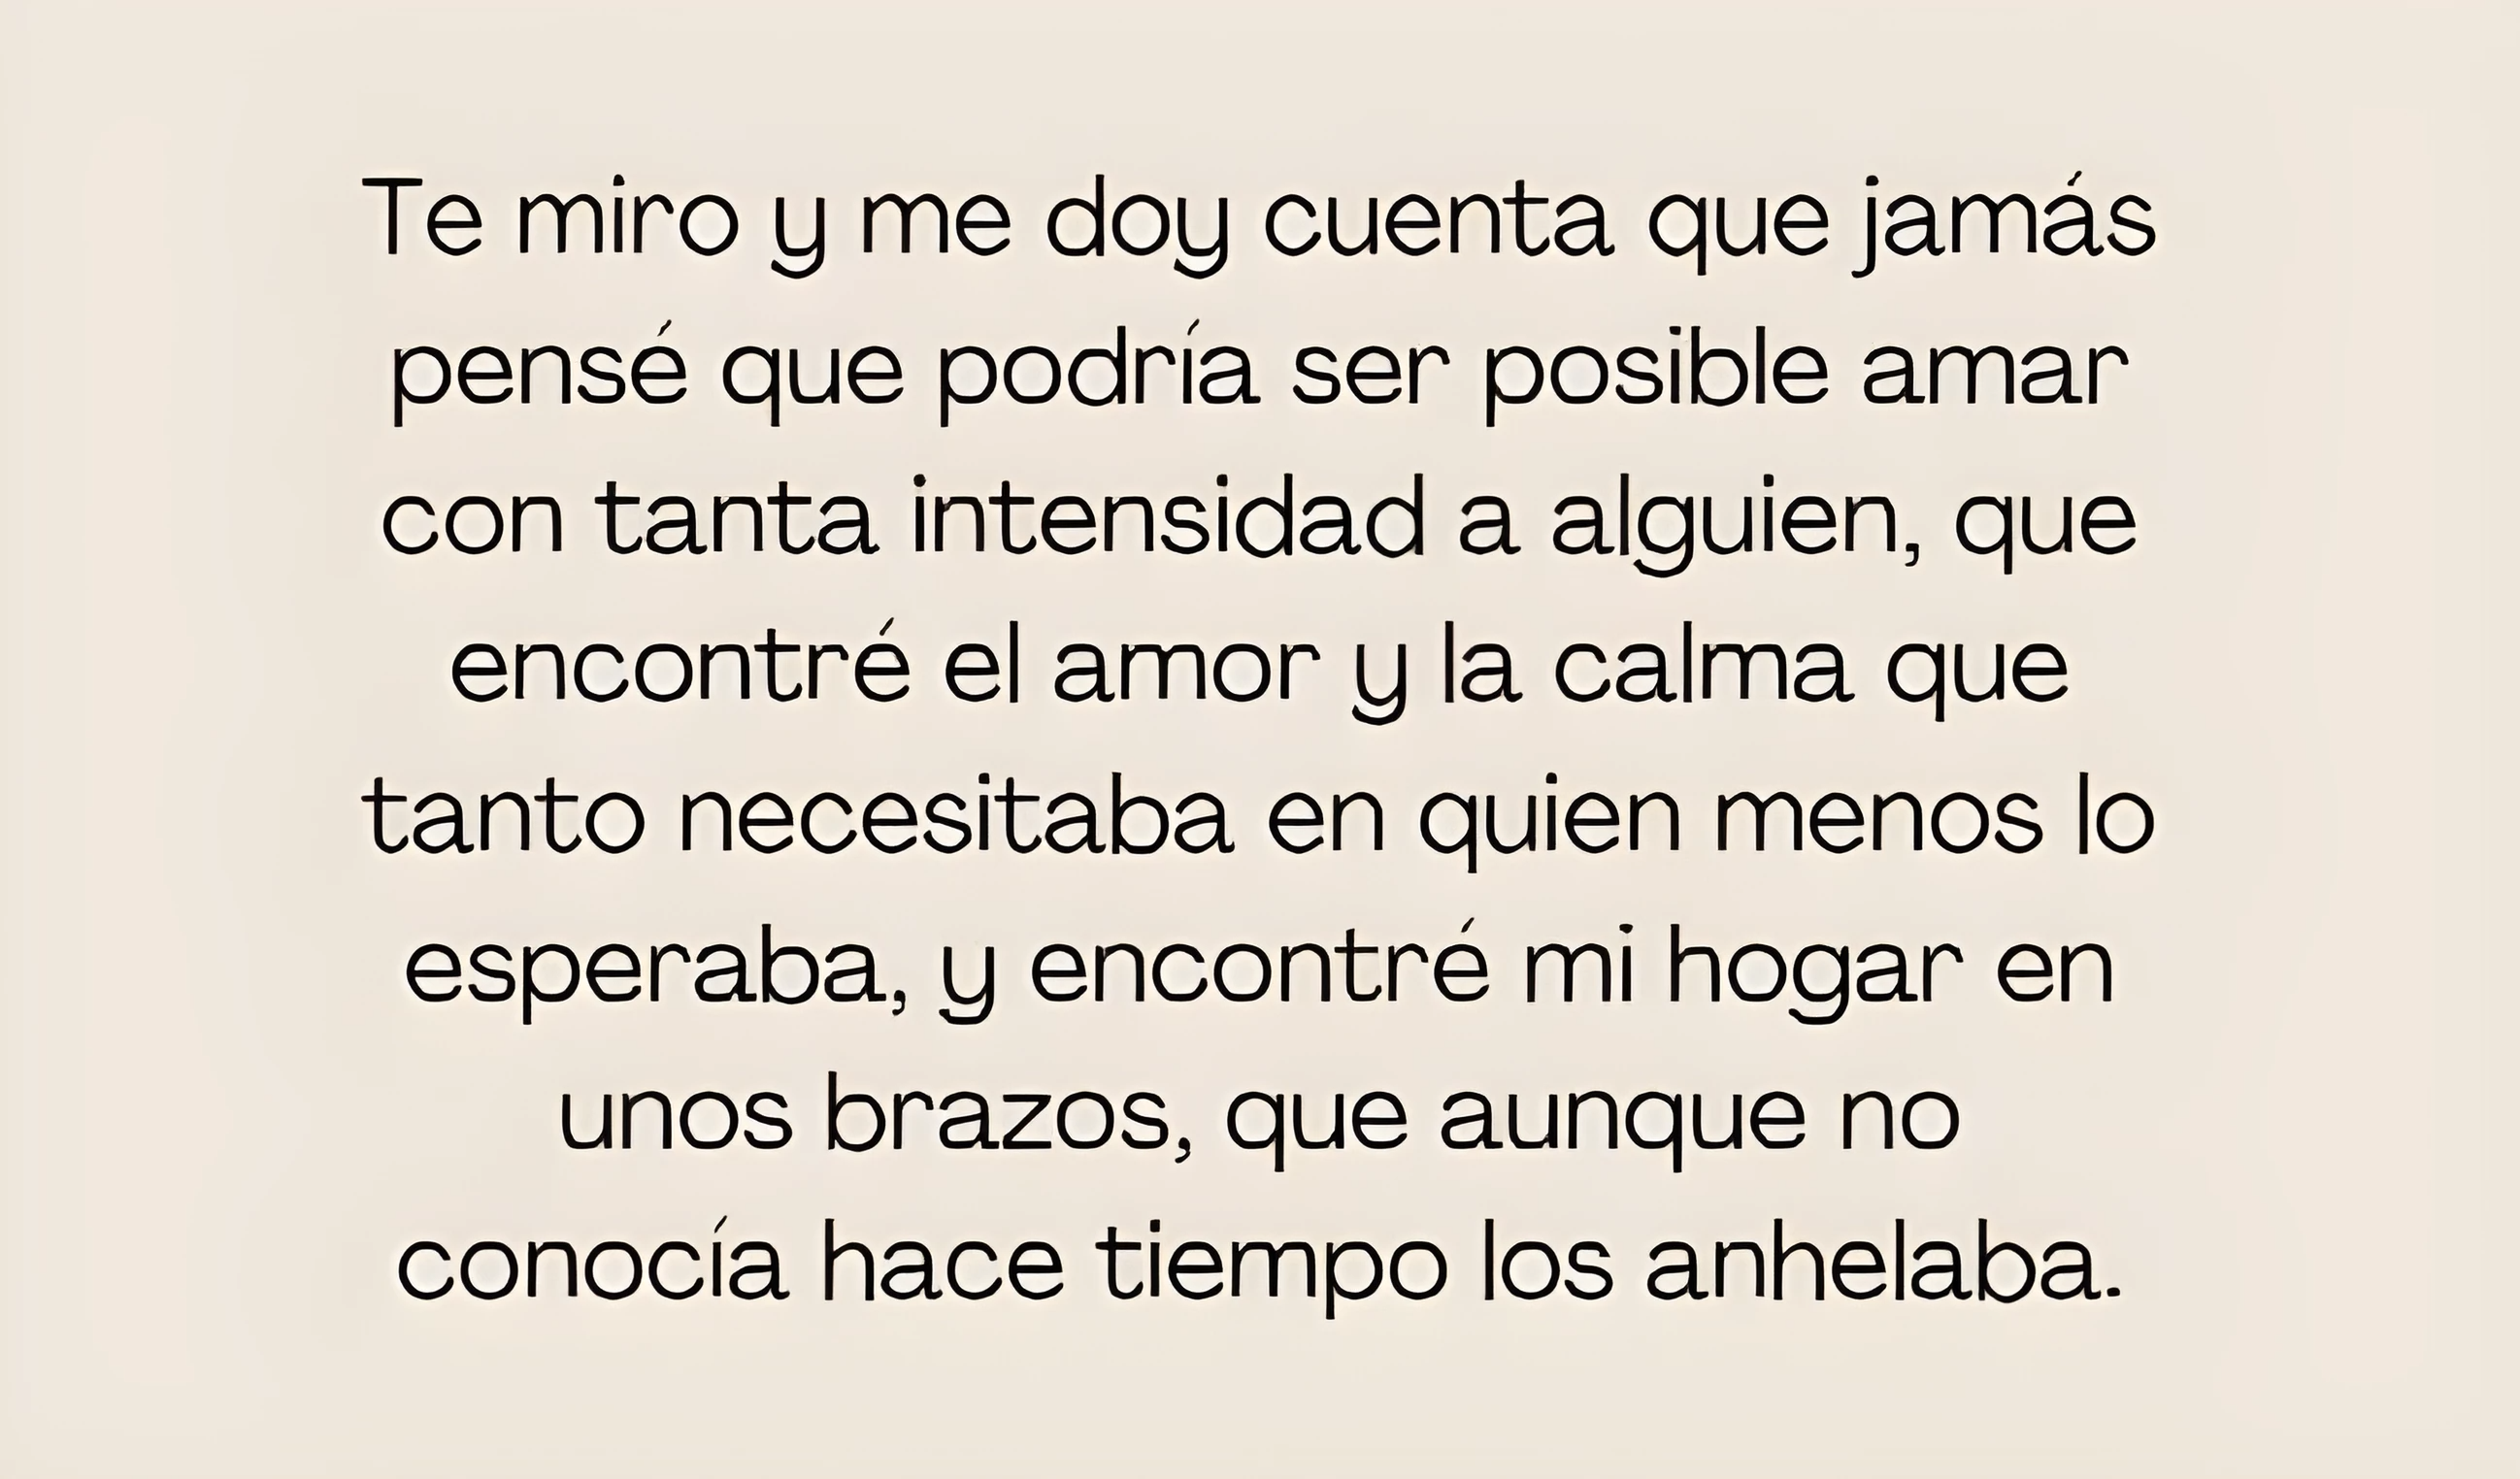 Te miro y me doy cuenta que jamás
pensé que podría ser posible amar
con tanta intensidad a alguien, que
encontré el amor y la calma que
tanto necesitaba en quien menos lo
esperaba, y encontré mi hogar en
unos brazos, que aunque no
conocía hace tiempo los anhelaba.